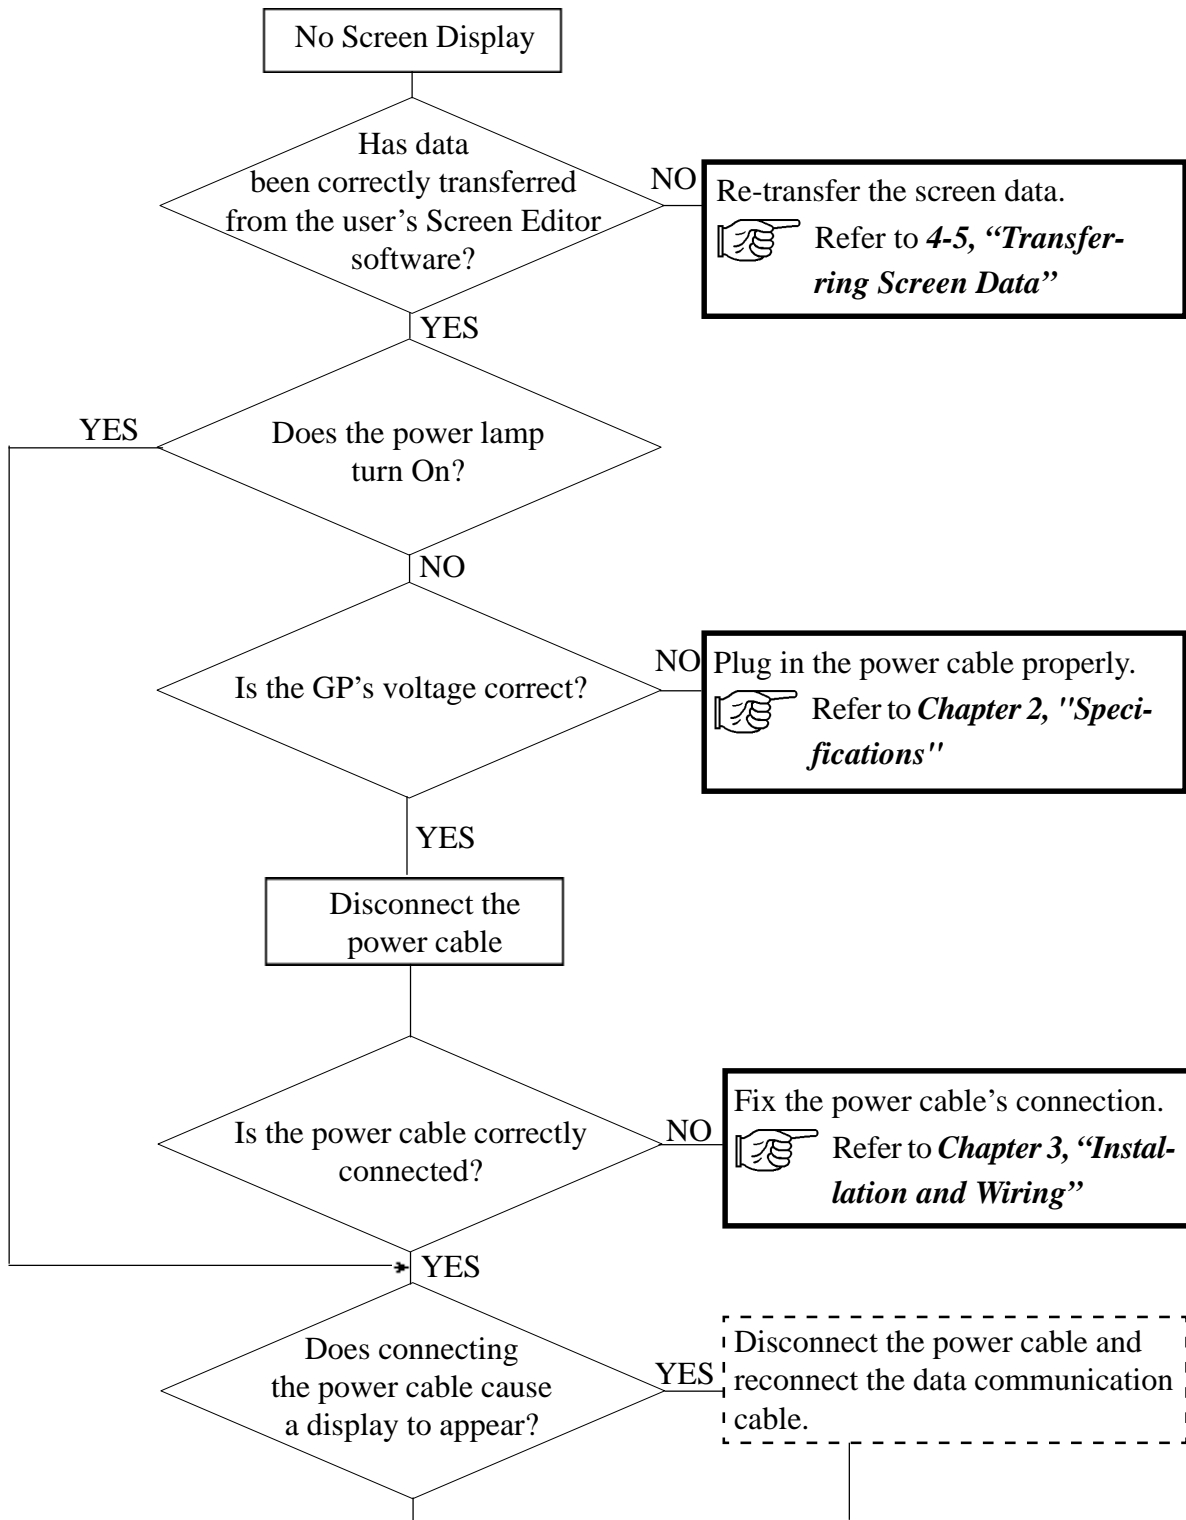 No Screen Display
Has data
been correctly transferred
from the user's Screen Editor
software?
NO
Re-transfer the screen data.
Refer to 4-5, “Transfer-
ring Screen Data”
YES
YES
Does the power lamp
turn On?
NO
Is the GP's voltage correct?
NO
Plug in the power cable properly.
Refer to Chapter 2, "Speci-
fications"
YES
Disconnect the
power cable
Is the power cable correctly
connected?
NO
Fix the power cable's connection.
Refer to Chapter 3, “Instal-
lation and Wiring”
YES
Does connecting
the power cable cause
a display to appear?
YES
Disconnect the power cable and
reconnect the data communication
cable.